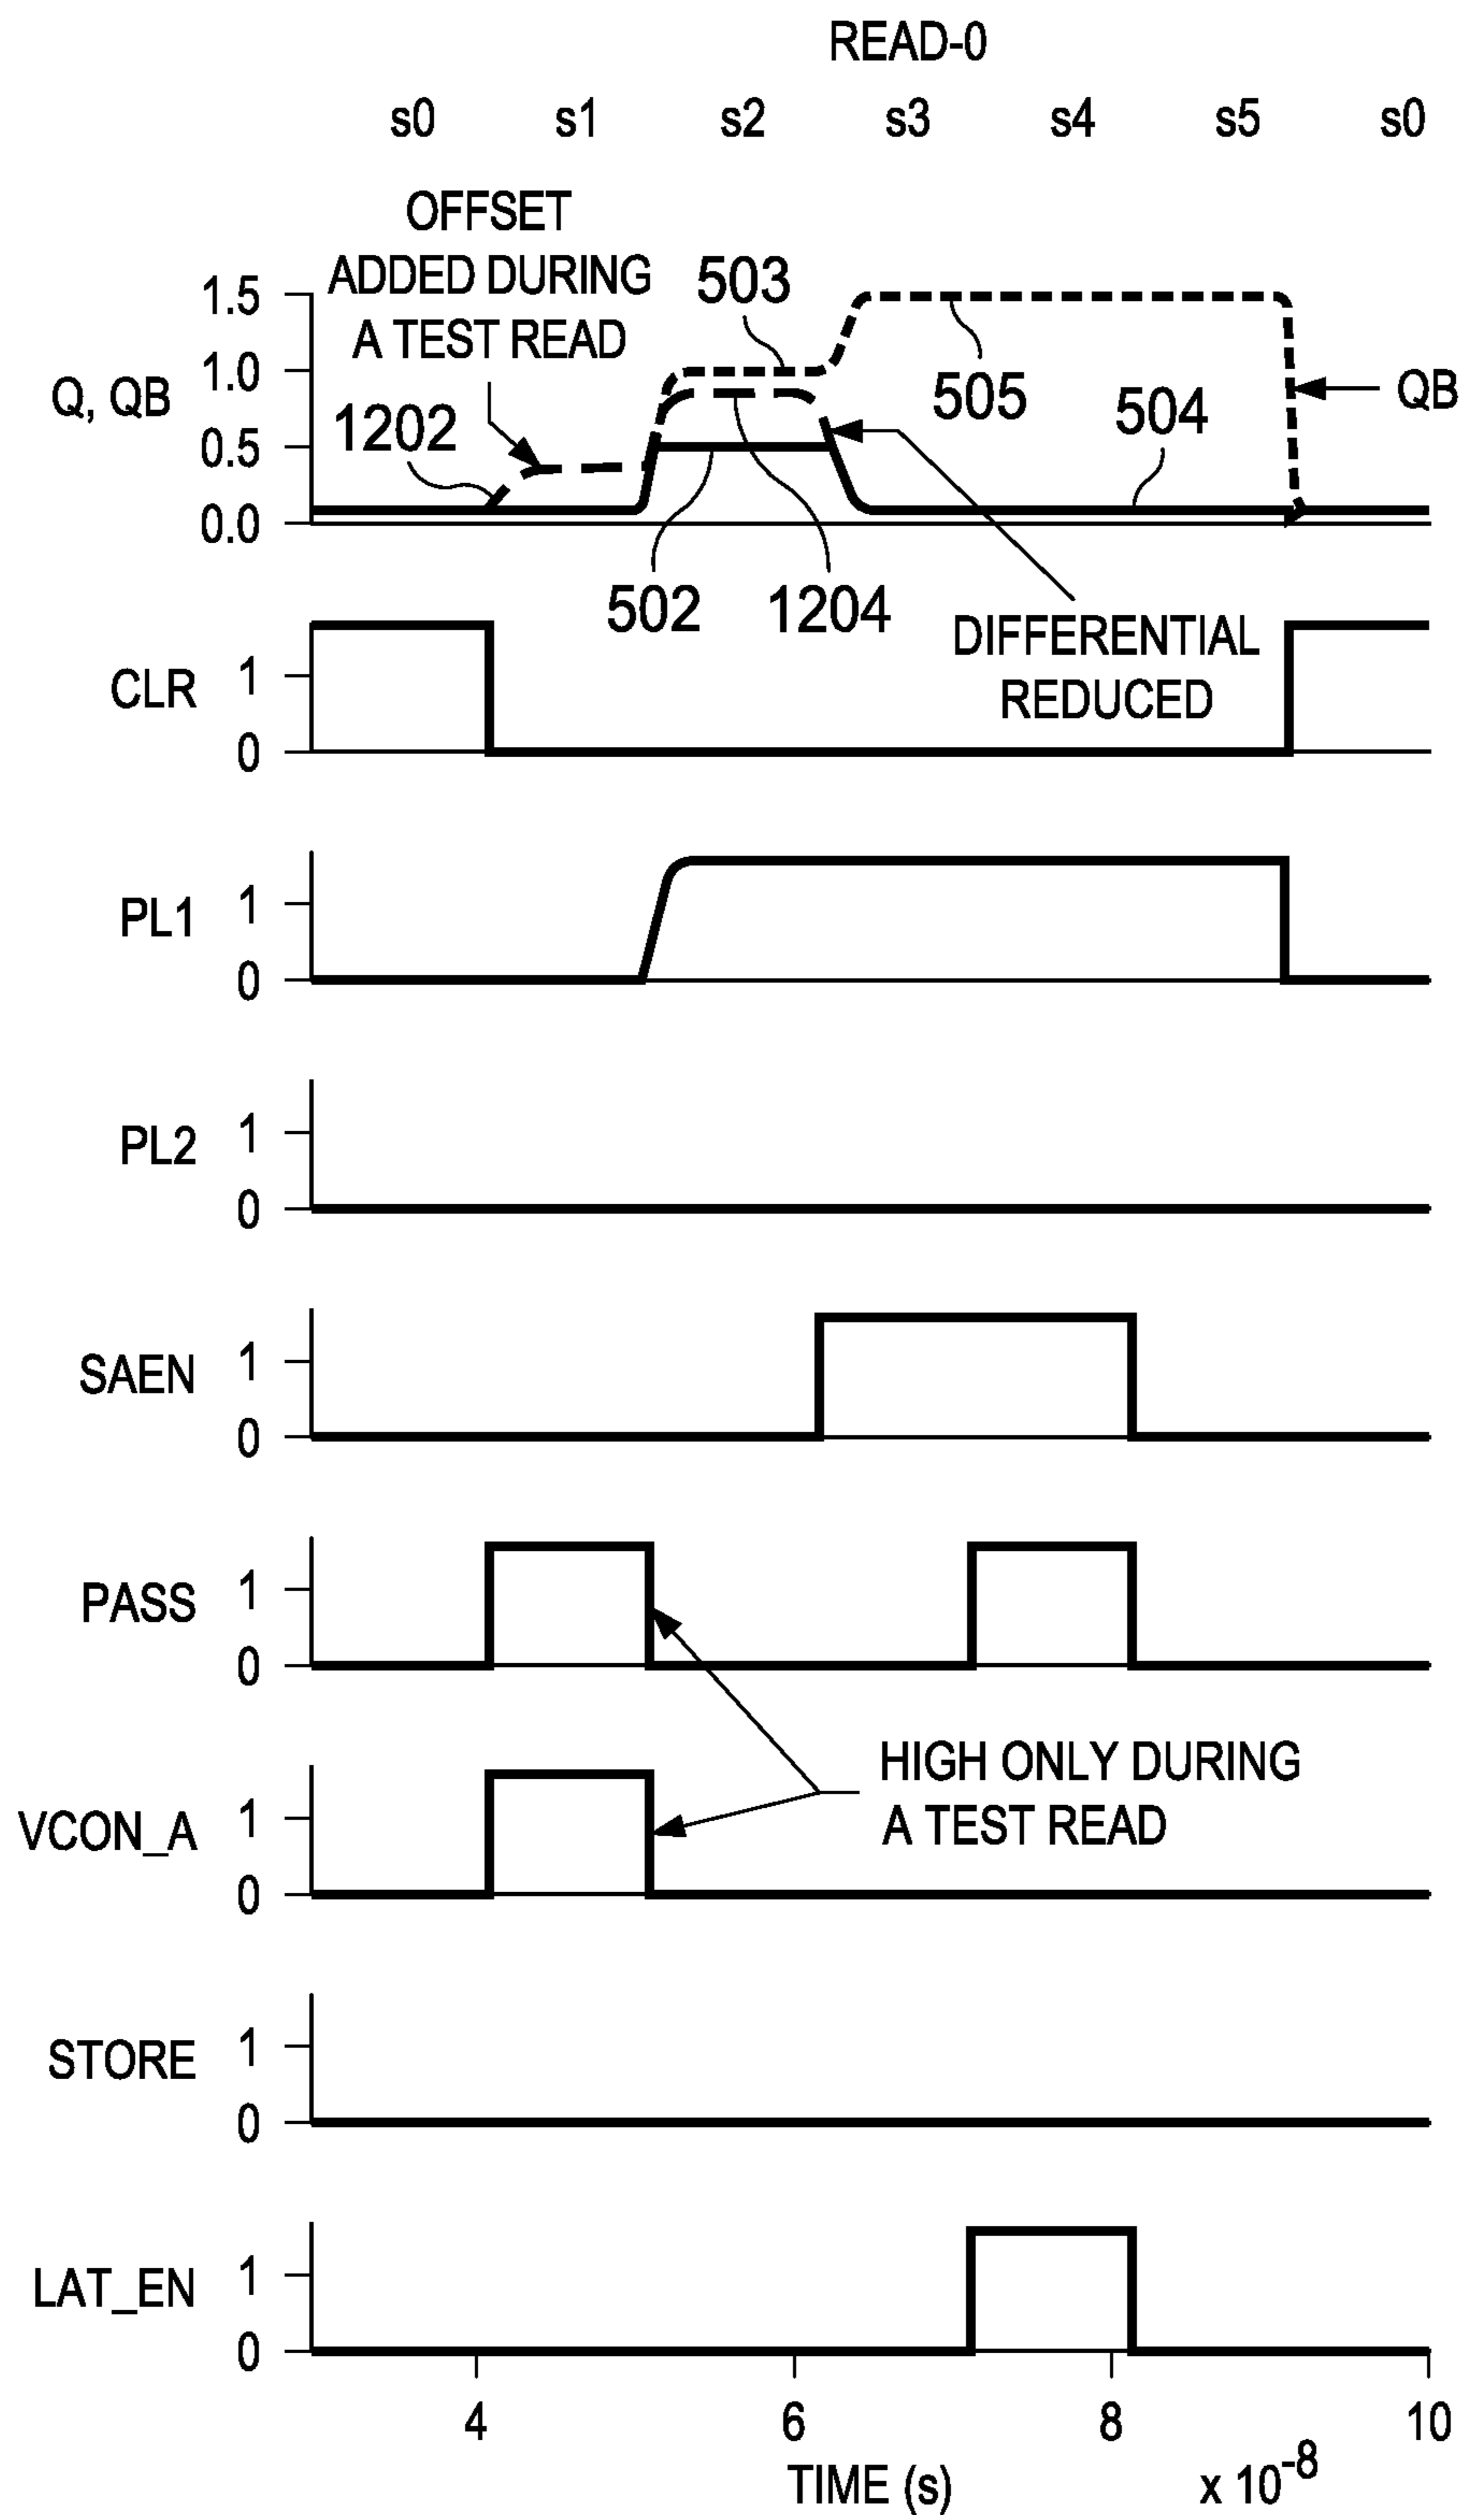 READ-0
s0 s1 s2 s3 s4 s5 s0
OFFSET
ADDED DURING
A TEST READ
503
1.5
1.0
Q, QB
0.5
0.0
1202
505
504
QB
502
1204
DIFFERENTIAL
REDUCED
CLR
1
0
PL1
1
0
PL2
1
0
SAEN
1
0
PASS
1
0
HIGH ONLY DURING
A TEST READ
VCON_A
1
0
STORE
1
0
LAT_EN
1
0
4 6 8 10
TIME (s)
x 10-8